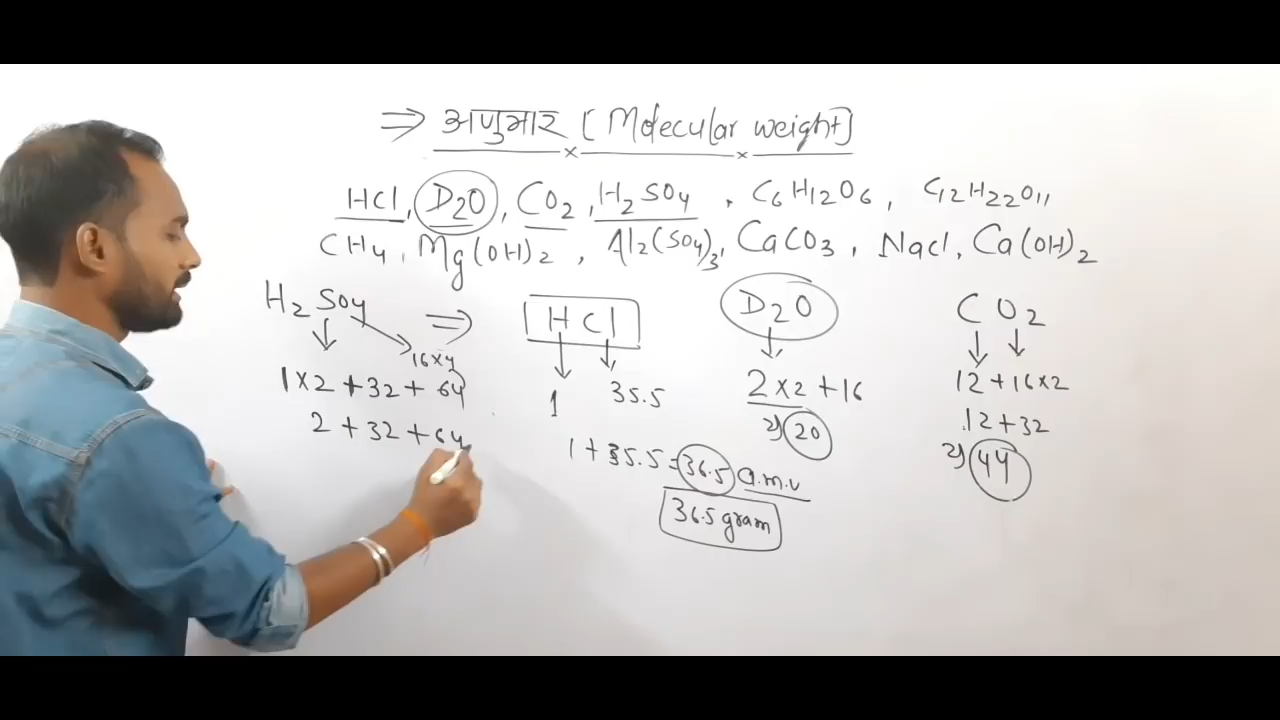 ⇒ अणुभार [Molecular weight]
HCl, D2O, CO2, H2SO4, C6H12O6, C12H22O11
CH4, Mg(OH)2, Al2(SO4)3, CaCO3, NaCl, Ca(OH)2
H2SO4 ⇒
16×4
1×2+32+64
2+32+64
HCl
1 35.5
1+35.5=36.5 a.m.u
36.5 gram
D2O
2×2+16
20
CO2
12+16×2
12+32
44